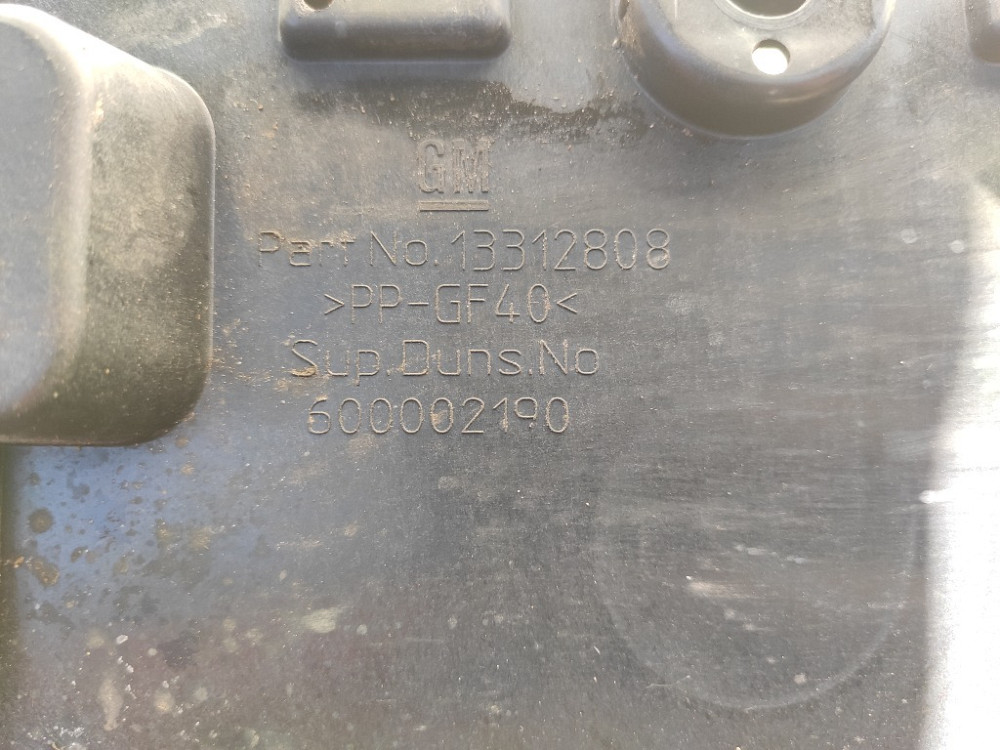 GM
Part No. 13312808
>PP-GF40<
Sup.Duns.No
600002190